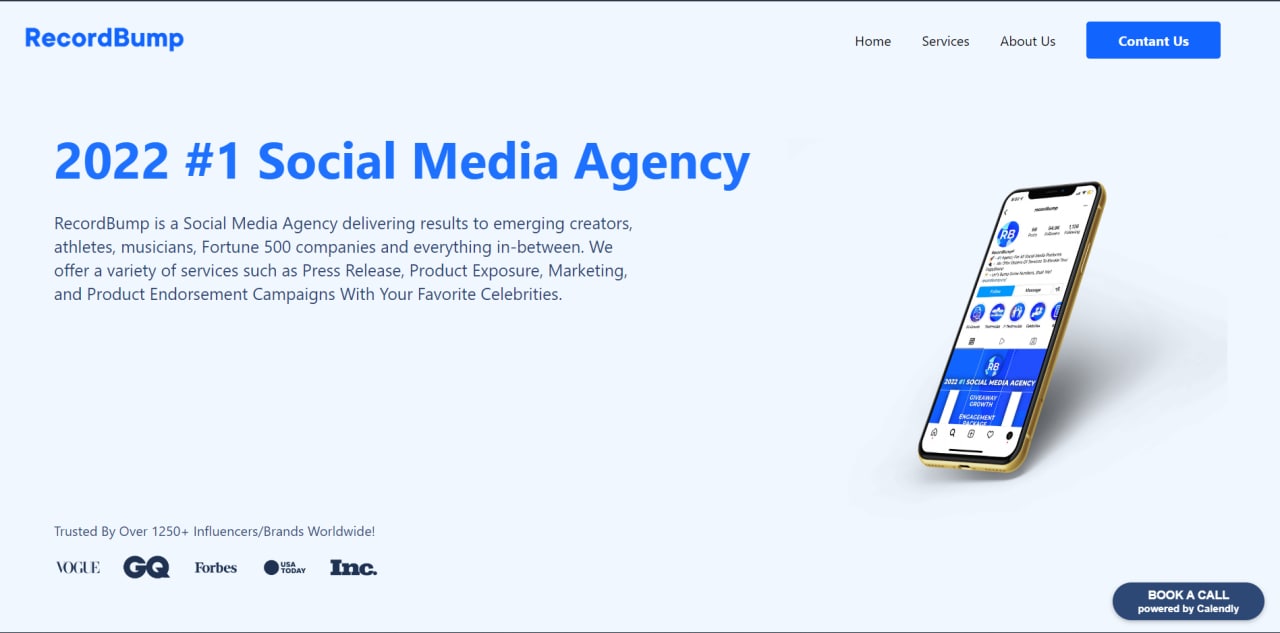 RecordBump
Home Services About Us Contant Us
2022 #1 Social Media Agency
RecordBump is a Social Media Agency delivering results to emerging creators,
athletes, musicians, Fortune 500 companies and everything in-between. We
offer a variety of services such as Press Release, Product Exposure, Marketing,
and Product Endorsement Campaigns With Your Favorite Celebrities.
recordbump
RB
Posts Followers Following
Follow Message
RB
2022 #1 SOCIAL MEDIA AGENCY
GIVEAWAY
GROWTH
ENGAGEMENT
PACKAGE
Trusted By Over 1250+ Influencers/Brands Worldwide!
VOGUE GQ Forbes USA TODAY Inc.
BOOK A CALL
powered by Calendly